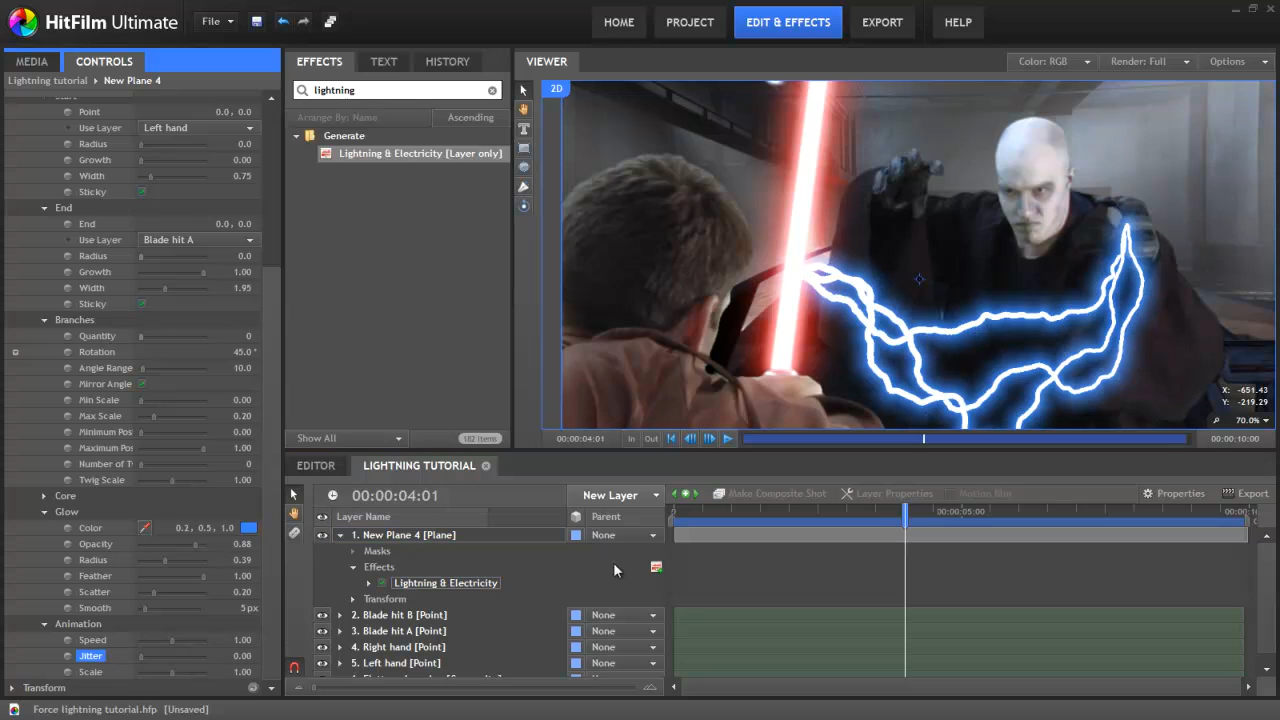 HitFilm Ultimate
File
HOME
PROJECT
EDIT & EFFECTS
EXPORT
HELP
MEDIA
CONTROLS
Lightning tutorial
New Plane 4
Point 0.0, 0.0
Use Layer Left hand
Radius 0.0
Growth 0.00
Width 0.75
Sticky
End
End 0.0, 0.0
Use Layer Blade hit A
Radius 0.0
Growth 1.00
Width 1.95
Sticky
Branches
Quantity 0
Rotation 45.0 °
Angle Range 10.0
Mirror Angle
Min Scale 0.00
Max Scale 0.20
Minimum Pos 0.00
Maximum Pos 1.00
Number of T 0
Twig Scale 1.00
Core
Glow
Color 0.2, 0.5, 1.0
Opacity 0.88
Radius 0.39
Feather 1.00
Scatter 0.20
Smooth 5 px
Animation
Speed 1.00
Jitter 0.00
Scale 1.00
Transform
EFFECTS
TEXT
HISTORY
lightning
Arrange By: Name
Ascending
Generate
Lightning & Electricity [Layer only]
Show All
182 Items
VIEWER
Color: RGB
Render: Full
Options
2D
X: -651.43
Y: -219.29
70.0%
00:00:04:01
In
Out
00:00:10:00
EDITOR
LIGHTNING TUTORIAL
00:00:04:01
New Layer
Make Composite Shot
Layer Properties
Motion Blur
Properties
Export
Layer Name
Parent
00:00:05:00
1. New Plane 4 [Plane] None
Masks
Effects
Lightning & Electricity
Transform
2. Blade hit B [Point] None
3. Blade hit A [Point] None
4. Right hand [Point] None
5. Left hand [Point] None
Force lightning tutorial.hfp [Unsaved]